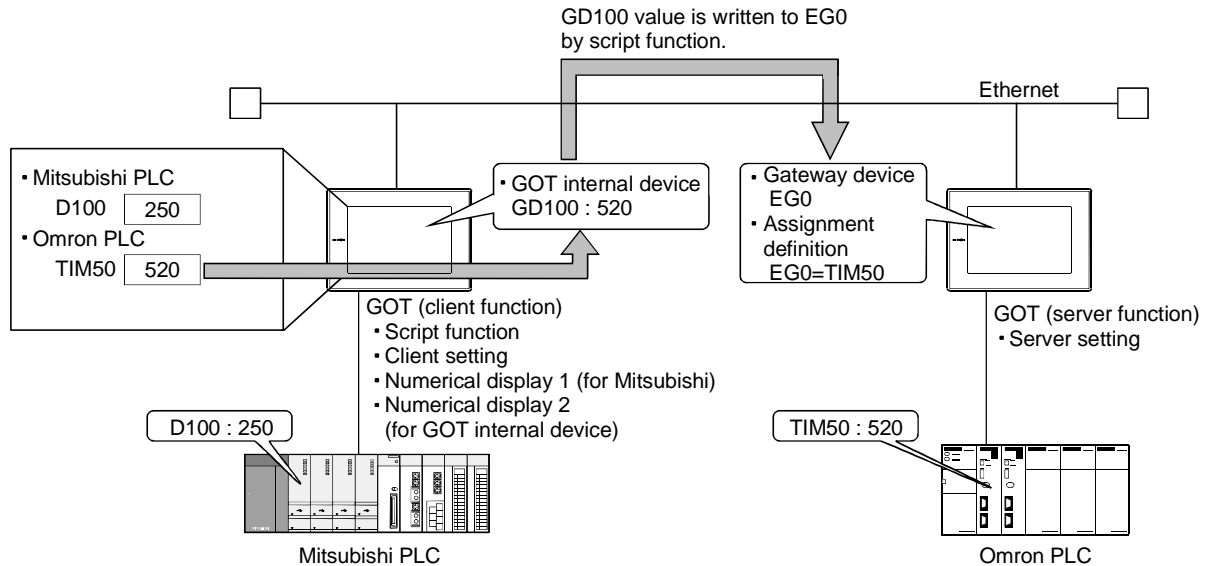 GD100 value is written to EG0
by script function.
Ethernet
・Mitsubishi PLC
D100 250
・Omron PLC
TIM50 520
・GOT internal device
GD100 : 520
・Gateway device
EG0
・Assignment
definition
EG0=TIM50
GOT (client function)
・Script function
・Client setting
・Numerical display 1 (for Mitsubishi)
・Numerical display 2
(for GOT internal device)
GOT (server function)
・Server setting
D100 : 250
TIM50 : 520
Mitsubishi PLC
Omron PLC